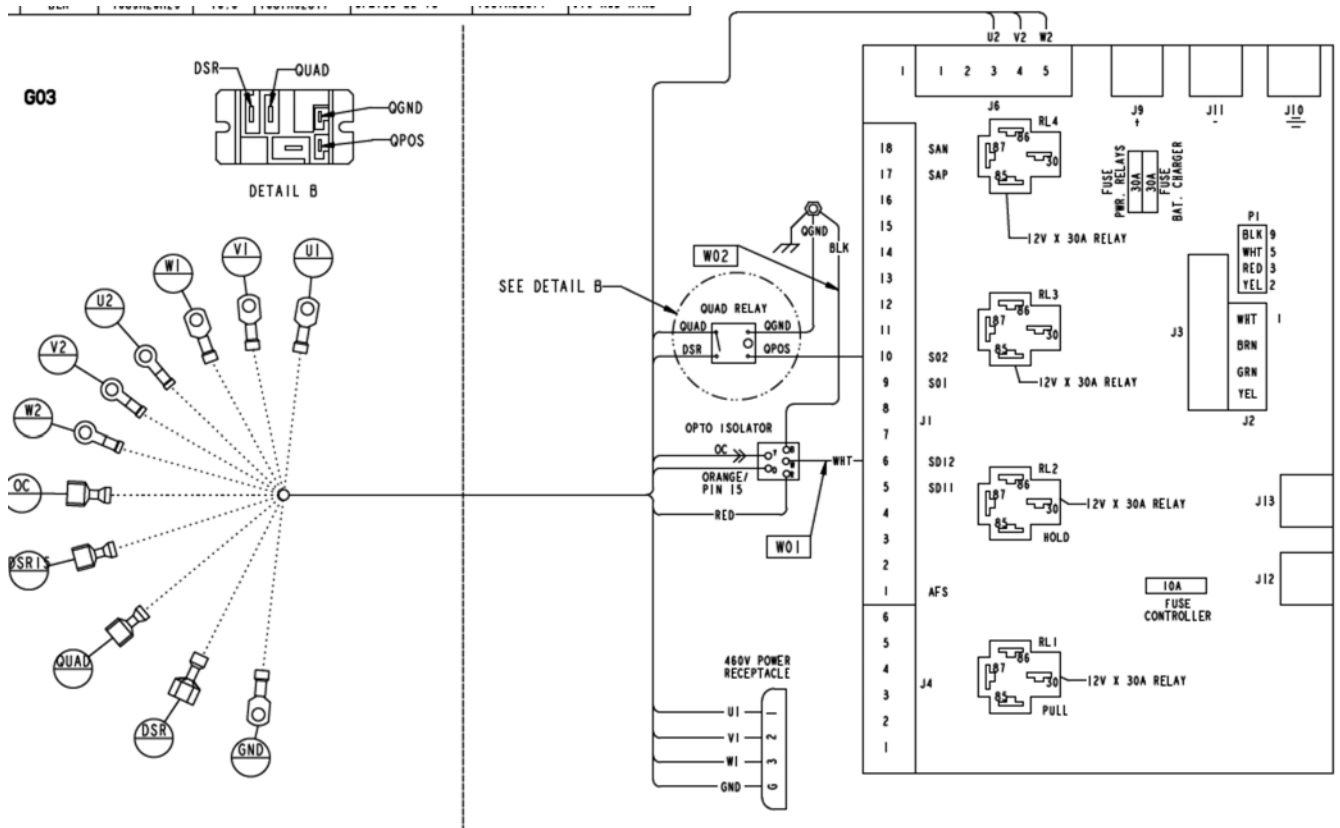 G03
DSR
QUAD
QGND
QPOS
DETAIL B
U1
V1
W1
U2
V2
W2
OC
DSR15
QUAD
DSR
GND
SEE DETAIL B
W02
QGND
BLK
QUAD RELAY
QUAD QGND
DSR QPOS
OPTO ISOLATOR
OC Y B
W
O
R
ORANGE/
PIN 15
RED
WHT
W01
460V POWER
RECEPTACLE
U1 1
V1 2
W1 3
GND G
U2 V2 W2
1 1 2 3 4 5
J6
J9
+
J11
-
J10
18 SAN
17 SAP
16
15
14
13
12
11
10 S02
9 S01
8
J1
7
6 SDI2
5 SDI1
4
3
2
1 AFS
6
5
4
J4
3
2
1
RL4
86
87
30
85
12V X 30A RELAY
RL3
86
87
30
85
12V X 30A RELAY
RL2
86
87
30
85
HOLD
12V X 30A RELAY
RL1
86
87
30
85
PULL
12V X 30A RELAY
FUSE
PWR. RELAYS
30A
30A
FUSE
BAT. CHARGER
P1
BLK 9
WHT 5
RED 3
YEL 2
J3
WHT 1
BRN
GRN
YEL
J2
J13
J12
10A
FUSE
CONTROLLER